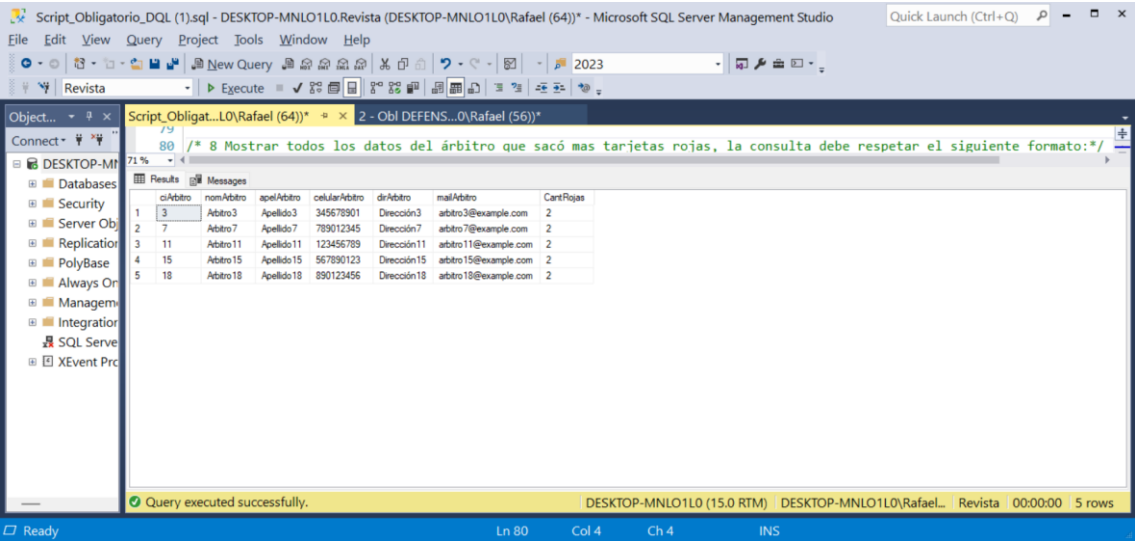 Script_Obligatorio_DQL (1).sql - DESKTOP-MNLO1L0.Revista (DESKTOP-MNLO1L0\Rafael (64))* - Microsoft SQL Server Management Studio
Quick Launch (Ctrl+Q)
File Edit View Query Project Tools Window Help
New Query 2023
Revista Execute
Object...
Script_Obligat...L0\Rafael (64))* 2 - Obl DEFENS...0\Rafael (56))*
Connect
79
80 /* 8 Mostrar todos los datos del árbitro que sacó mas tarjetas rojas, la consulta debe respetar el siguiente formato:*/
71 %
Results Messages
DESKTOP-MN
Databases
Security
Server Obj
Replication
PolyBase
Always On
Managem
Integration
SQL Serve
XEvent Pro
ciArbitro nomArbitro apelArbitro celularArbitro dirArbitro mailArbitro CantRojas
1 3 Arbitro3 Apellido3 345678901 Dirección3 arbitro3@example.com 2
2 7 Arbitro7 Apellido7 789012345 Dirección7 arbitro7@example.com 2
3 11 Arbitro11 Apellido11 123456789 Dirección11 arbitro11@example.com 2
4 15 Arbitro15 Apellido15 567890123 Dirección15 arbitro15@example.com 2
5 18 Arbitro18 Apellido18 890123456 Dirección18 arbitro18@example.com 2
Query executed successfully. DESKTOP-MNLO1L0 (15.0 RTM) DESKTOP-MNLO1L0\Rafael... Revista 00:00:00 5 rows
Ready Ln 80 Col 4 Ch 4 INS